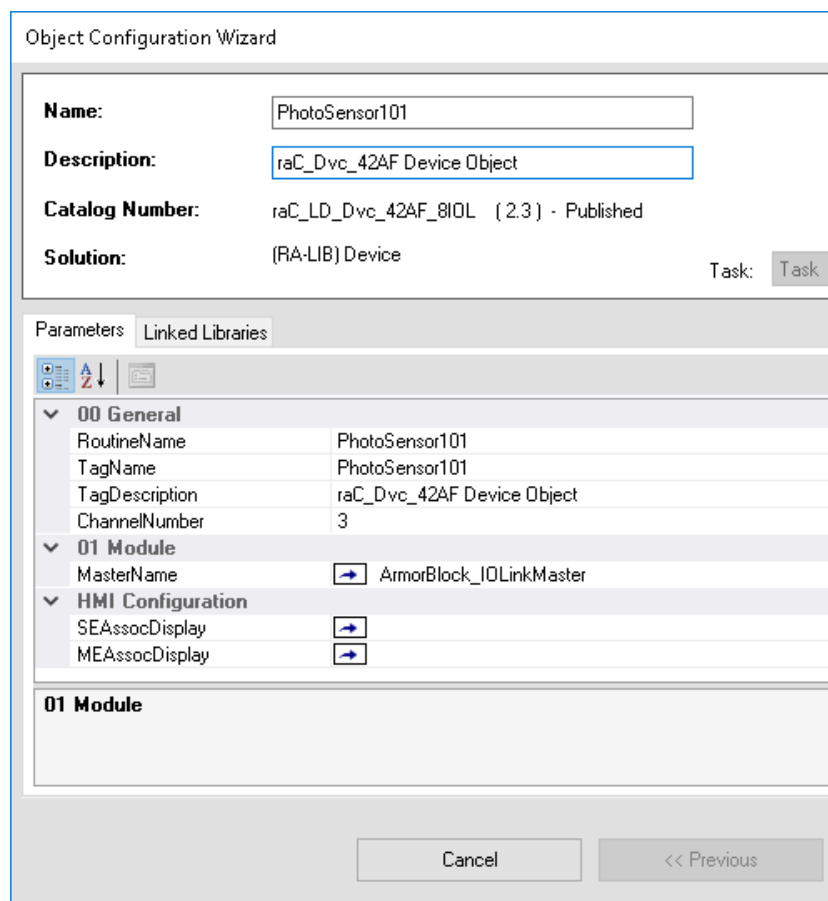 Object Configuration Wizard
Name: PhotoSensor101
Description: raC_Dvc_42AF Device Object
Catalog Number: raC_LD_Dvc_42AF_8IOL ( 2.3 ) - Published
Solution: (RA-LIB) Device
Task: Task
Parameters Linked Libraries
00 General
RoutineName PhotoSensor101
TagName PhotoSensor101
TagDescription raC_Dvc_42AF Device Object
ChannelNumber 3
01 Module
MasterName ArmorBlock_IOLinkMaster
HMI Configuration
SEAssocDisplay
MEAssocDisplay
01 Module
Cancel << Previous